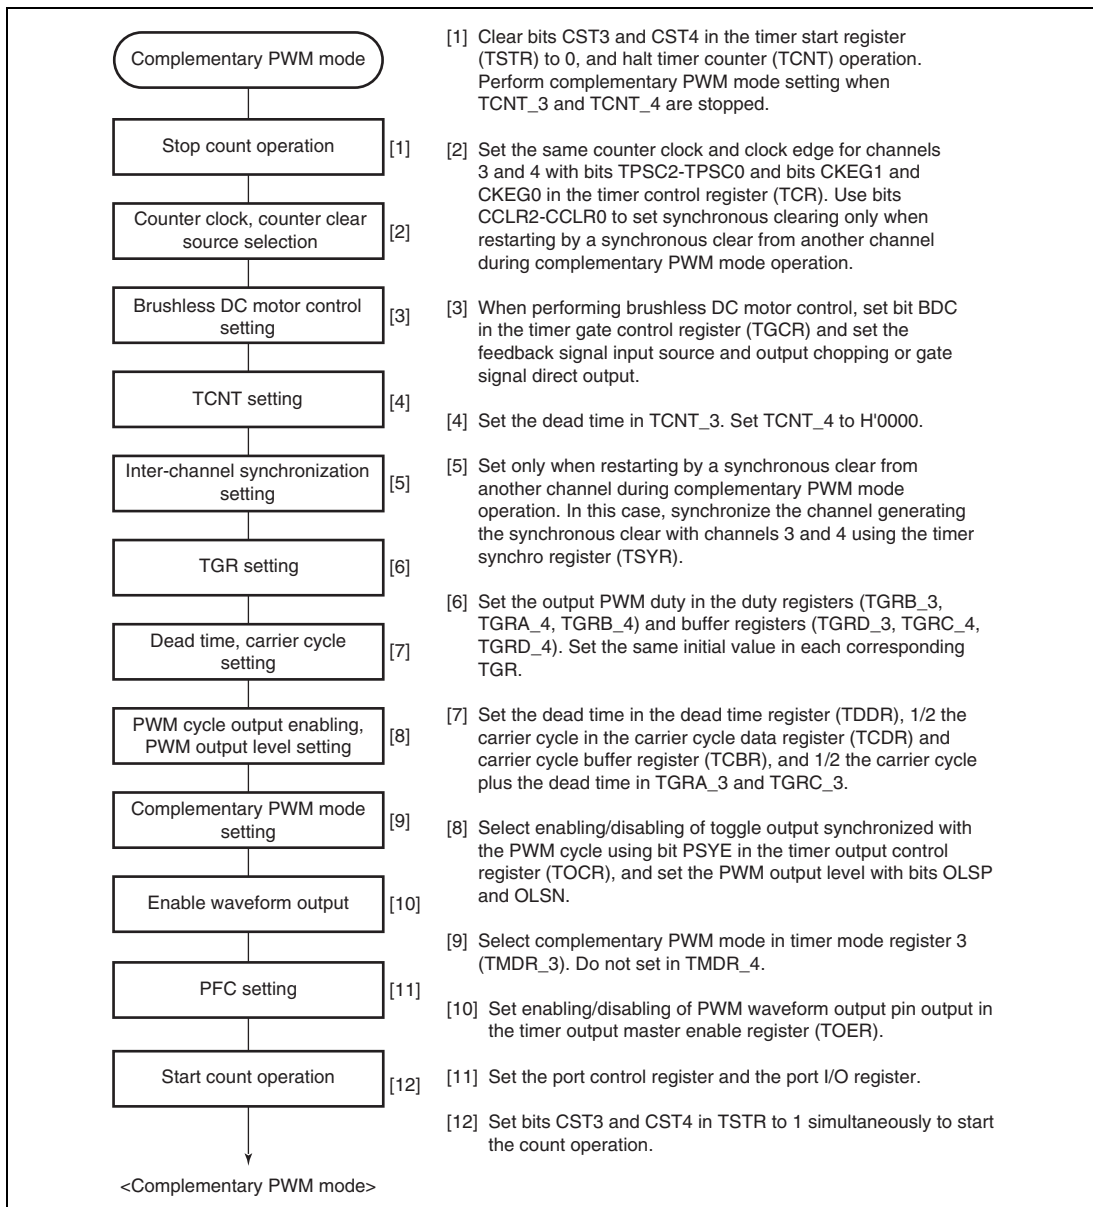 Complementary PWM mode
Stop count operation
[1]
Counter clock, counter clear
source selection
[2]
Brushless DC motor control
setting
[3]
TCNT setting
[4]
Inter-channel synchronization
setting
[5]
TGR setting
[6]
Dead time, carrier cycle
setting
[7]
PWM cycle output enabling,
PWM output level setting
[8]
Complementary PWM mode
setting
[9]
Enable waveform output
[10]
PFC setting
[11]
Start count operation
[12]
<Complementary PWM mode>
[1] Clear bits CST3 and CST4 in the timer start register
(TSTR) to 0, and halt timer counter (TCNT) operation.
Perform complementary PWM mode setting when
TCNT_3 and TCNT_4 are stopped.
[2] Set the same counter clock and clock edge for channels
3 and 4 with bits TPSC2-TPSC0 and bits CKEG1 and
CKEG0 in the timer control register (TCR). Use bits
CCLR2-CCLR0 to set synchronous clearing only when
restarting by a synchronous clear from another channel
during complementary PWM mode operation.
[3] When performing brushless DC motor control, set bit BDC
in the timer gate control register (TGCR) and set the
feedback signal input source and output chopping or gate
signal direct output.
[4] Set the dead time in TCNT_3. Set TCNT_4 to H'0000.
[5] Set only when restarting by a synchronous clear from
another channel during complementary PWM mode
operation. In this case, synchronize the channel generating
the synchronous clear with channels 3 and 4 using the timer
synchro register (TSYR).
[6] Set the output PWM duty in the duty registers (TGRB_3,
TGRA_4, TGRB_4) and buffer registers (TGRD_3, TGRC_4,
TGRD_4). Set the same initial value in each corresponding
TGR.
[7] Set the dead time in the dead time register (TDDR), 1/2 the
carrier cycle in the carrier cycle data register (TCDR) and
carrier cycle buffer register (TCBR), and 1/2 the carrier cycle
plus the dead time in TGRA_3 and TGRC_3.
[8] Select enabling/disabling of toggle output synchronized with
the PWM cycle using bit PSYE in the timer output control
register (TOCR), and set the PWM output level with bits OLSP
and OLSN.
[9] Select complementary PWM mode in timer mode register 3
(TMDR_3). Do not set in TMDR_4.
[10] Set enabling/disabling of PWM waveform output pin output in
the timer output master enable register (TOER).
[11] Set the port control register and the port I/O register.
[12] Set bits CST3 and CST4 in TSTR to 1 simultaneously to start
the count operation.